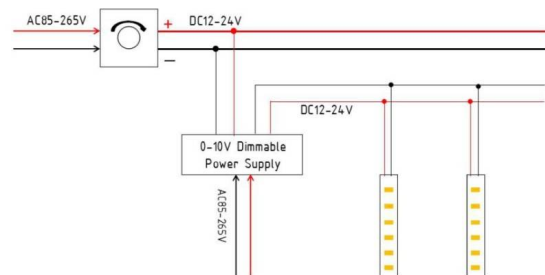 AC85-265V
+
DC12-24V
−
DC12-24V
0-10V Dimmable
Power Supply
AC85-265V